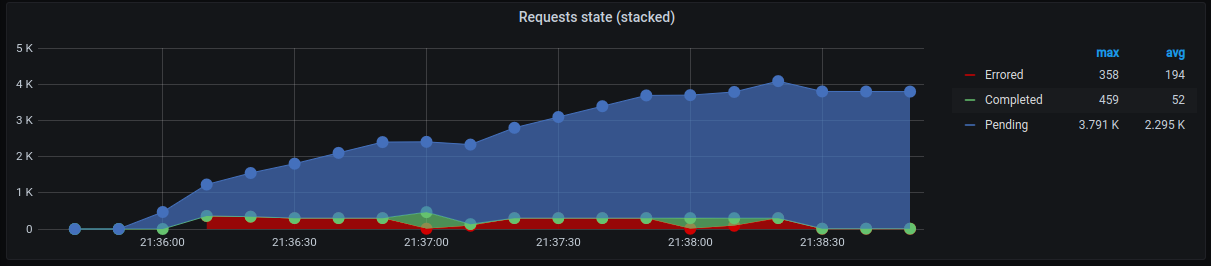 Requests state (stacked)
5 K
4 K
3 K
2 K
1 K
0
21:36:00 21:36:30 21:37:00 21:37:30 21:38:00 21:38:30
max avg
Errored 358 194
Completed 459 52
Pending 3.791 K 2.295 K